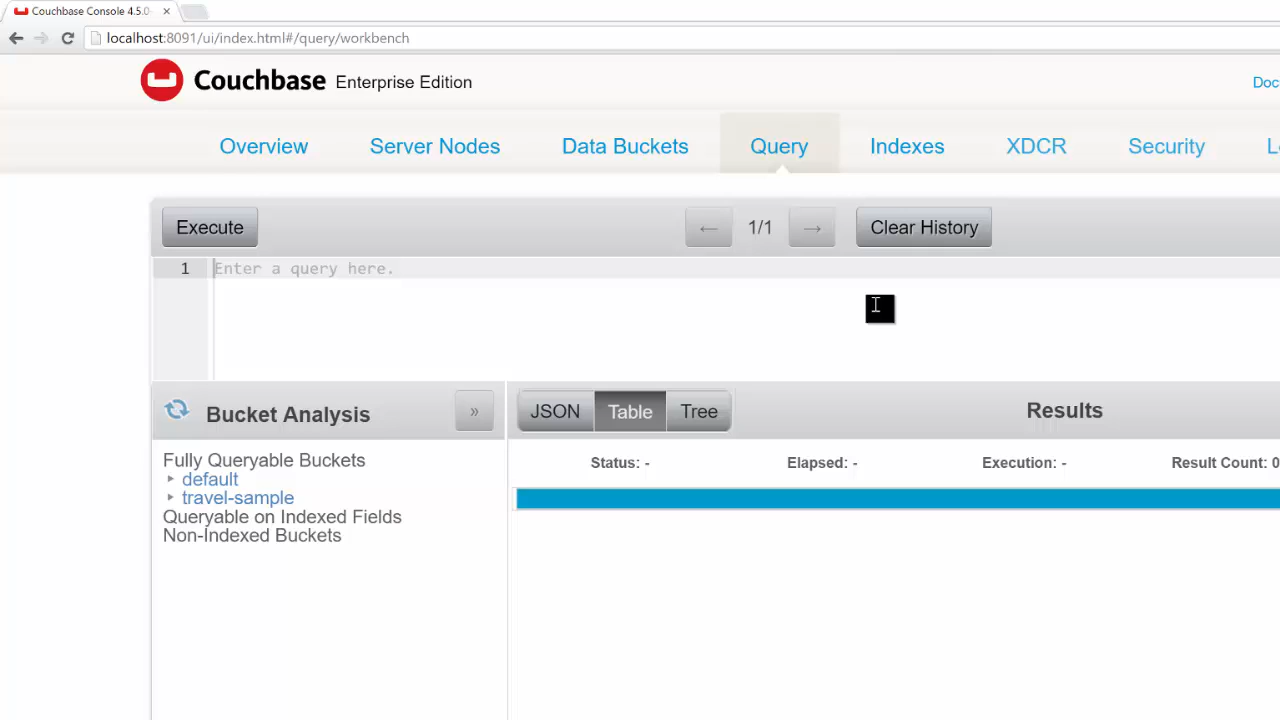 Couchbase Console 4.5.0
localhost:8091/ui/index.html#/query/workbench
Couchbase Enterprise Edition
Doc
Overview Server Nodes Data Buckets Query Indexes XDCR Security L
Execute ← 1/1 → Clear History
1 Enter a query here.
Bucket Analysis » JSON Table Tree Results
Status: - Elapsed: - Execution: - Result Count: 0
Fully Queryable Buckets
default
travel-sample
Queryable on Indexed Fields
Non-Indexed Buckets